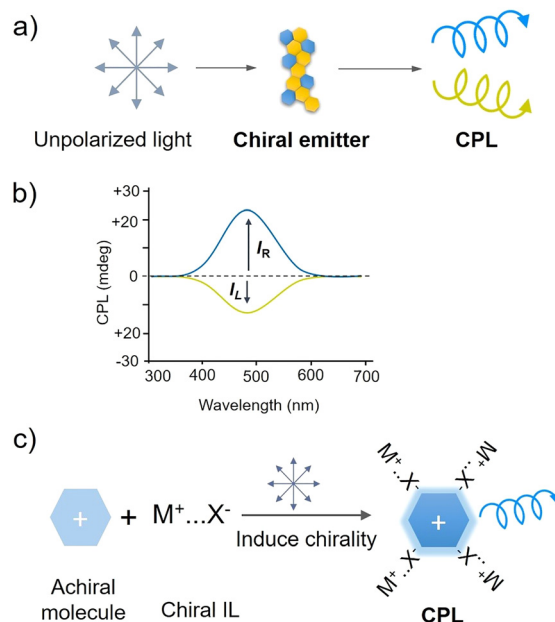 a)
Unpolarized light
Chiral emitter
CPL
b)
CPL (mdeg)
+30
+20
0
+20
-30
I_R
I_L
300 400 500 600 700
Wavelength (nm)
c)
+
+
M⁺...X⁻
Induce chirality
M⁺...X
M⁺...X
+
M⁺...X
M⁺...X
Achiral
molecule
Chiral IL
CPL